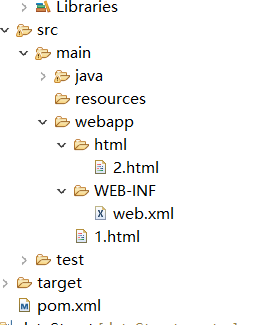 Libraries
src
main
java
resources
webapp
html
2.html
WEB-INF
web.xml
1.html
test
target
pom.xml